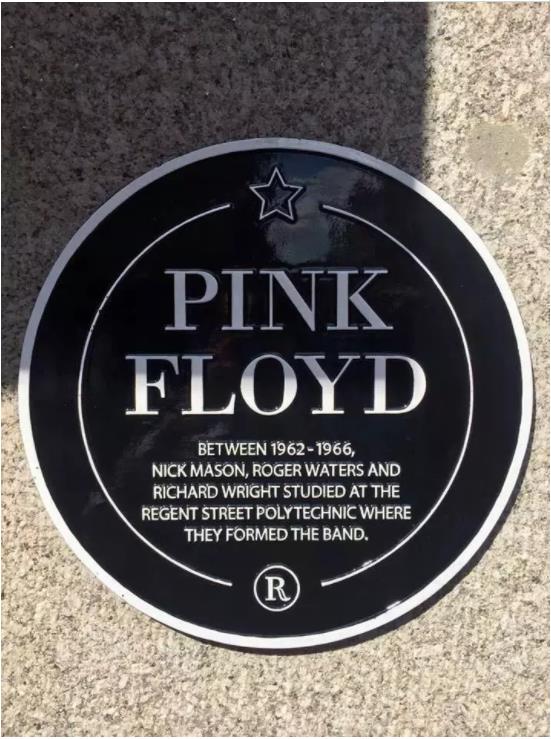 PINK
FLOYD
BETWEEN 1962-1966,
NICK MASON, ROGER WATERS AND
RICHARD WRIGHT STUDIED AT THE
REGENT STREET POLYTECHNIC WHERE
THEY FORMED THE BAND.
R